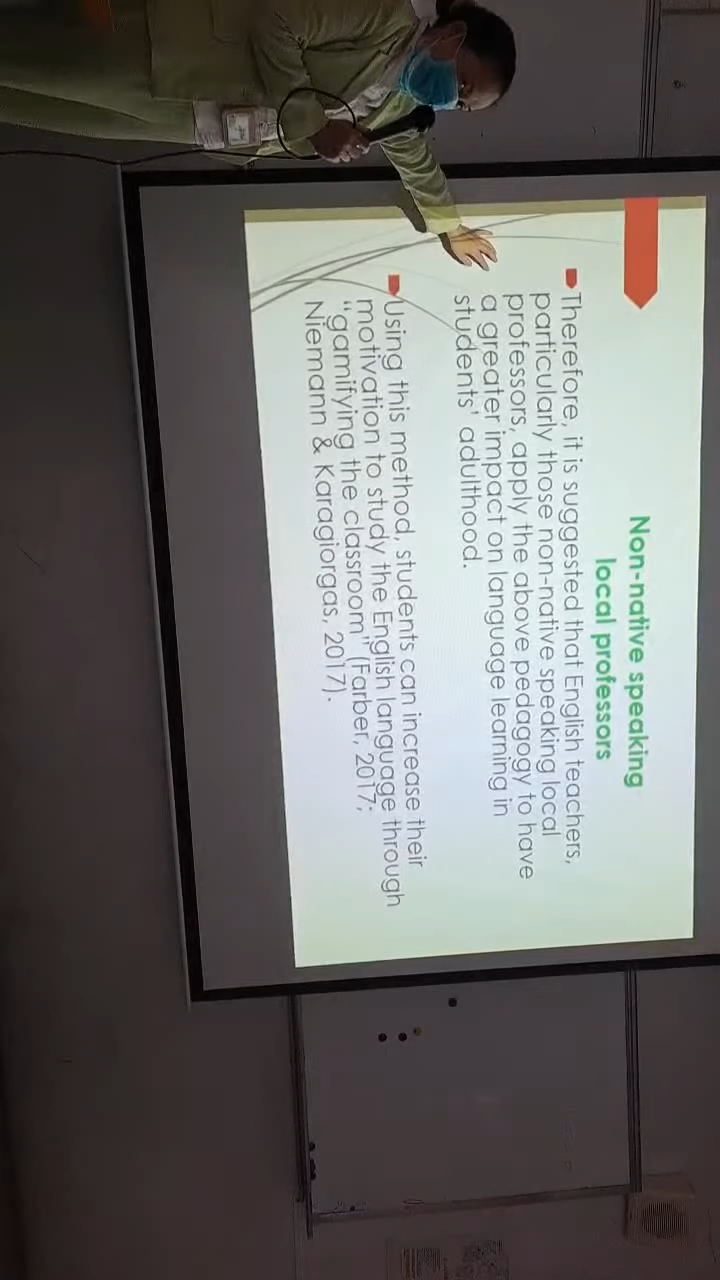 Non-native speaking
local professors
Therefore, it is suggested that English teachers,
particularly those non-native speaking local
professors, apply the above pedagogy to have
a greater impact on language learning in
students' adulthood.
Using this method, students can increase their
motivation to study the English language through
"gamifying the classroom" (Farber, 2017;
Niemann & Karagiorgas, 2017).